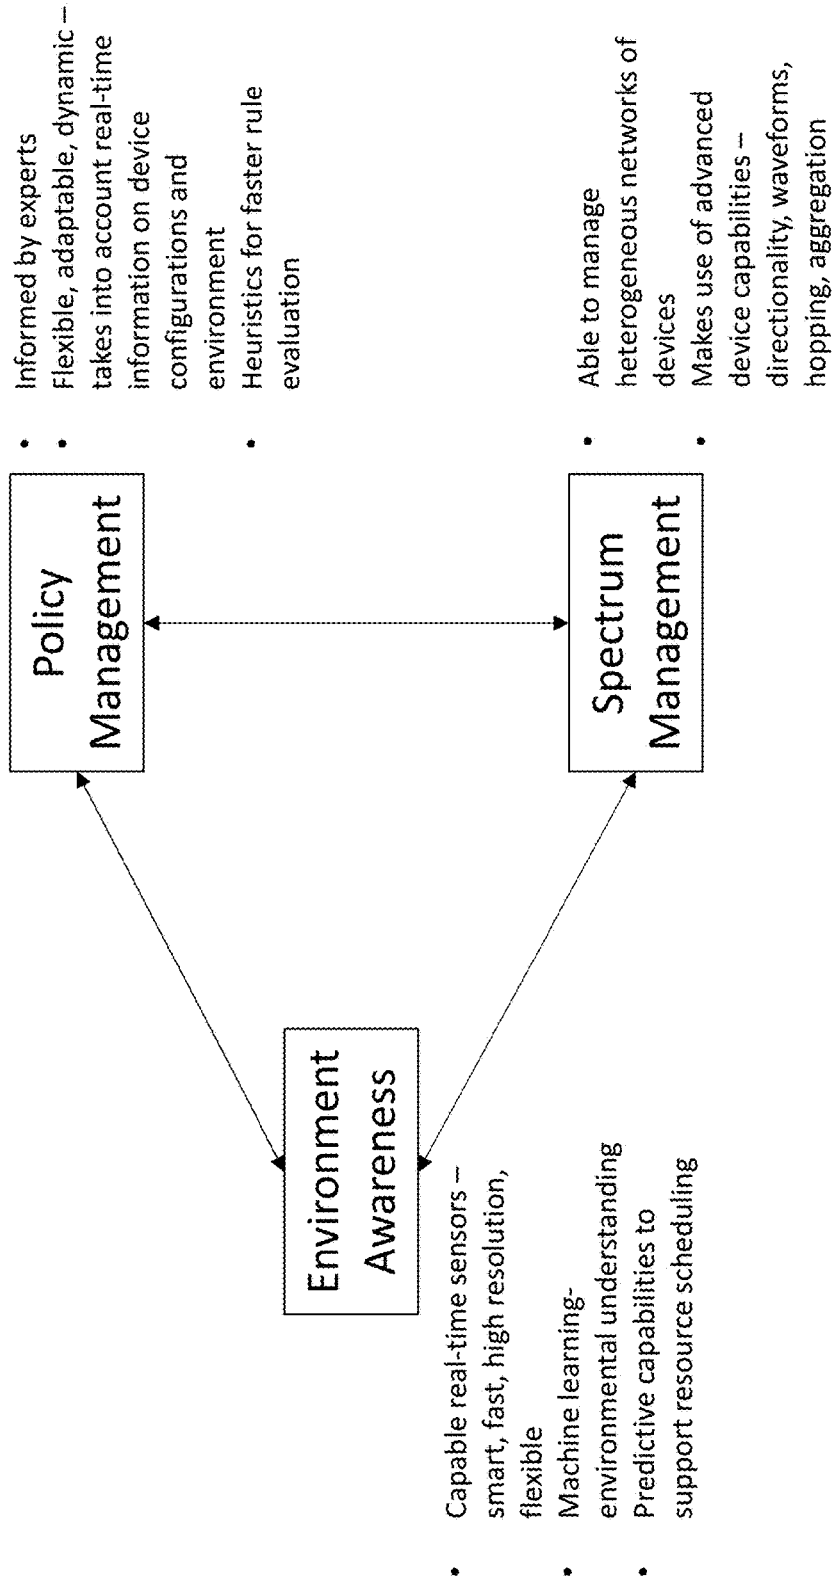 Environment
Awareness
• Capable real-time sensors –
smart, fast, high resolution,
flexible
• Machine learning-
environmental understanding
• Predictive capabilities to
support resource scheduling
Policy
Management
• Informed by experts
• Flexible, adaptable, dynamic –
takes into account real-time
information on device
configurations and
environment
• Heuristics for faster rule
evaluation
Spectrum
Management
• Able to manage
heterogeneous networks of
devices
• Makes use of advanced
device capabilities –
directionality, waveforms,
hopping, aggregation